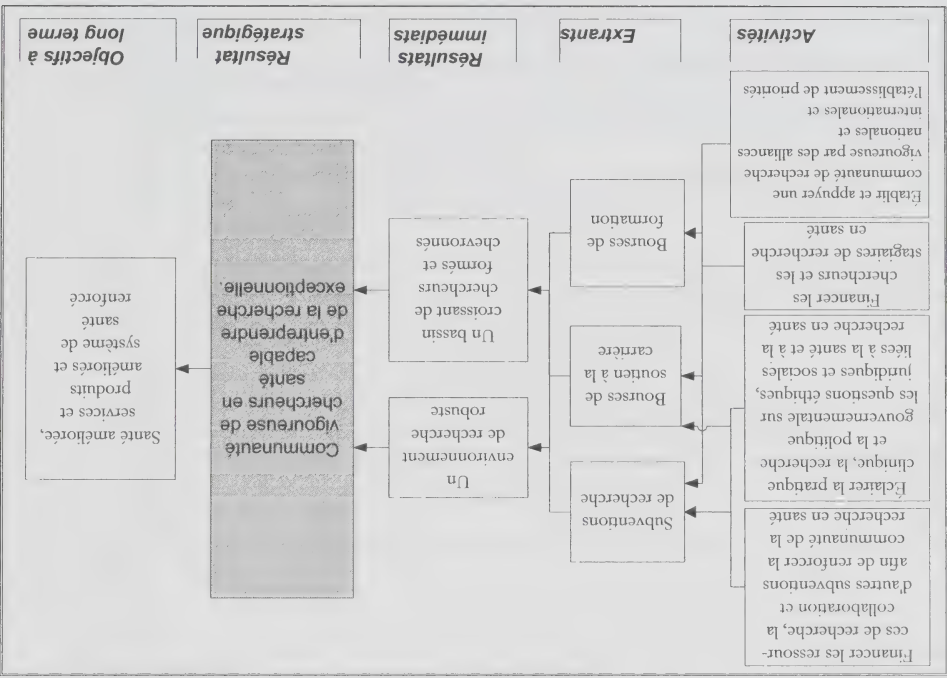 Financer les ressour-
ces de recherche, la
collaboration et
d'autres subventions
afin de renforcer la
communauté de la
recherche en santé
Éclairer la pratique
clinique, la recherche
et la politique
gouvernementale sur
les questions éthiques,
juridiques et sociales
liées à la santé et à la
recherche en santé
Financer les
chercheurs et les
stagiaires de recherche
en santé
Établir et appuyer une
communauté de recherche
vigoureuse par des alliances
nationales et
internationales et
l'établissement de priorités
Subventions
de recherche
Bourses de
soutien à la
carrière
Bourses de
formation
Un
environnement
de recherche
robuste
Un bassin
croissant de
chercheurs
formés et
chevronnés
Communauté
vigoureuse de
chercheurs en
santé
capable
d'entreprendre
de la recherche
exceptionnelle.
Santé améliorée,
services et
produits
améliorés et
système de
santé
renforcé
Activités
Extrants
Résultats
immédiats
Résultat
stratégique
Objectifs à
long terme